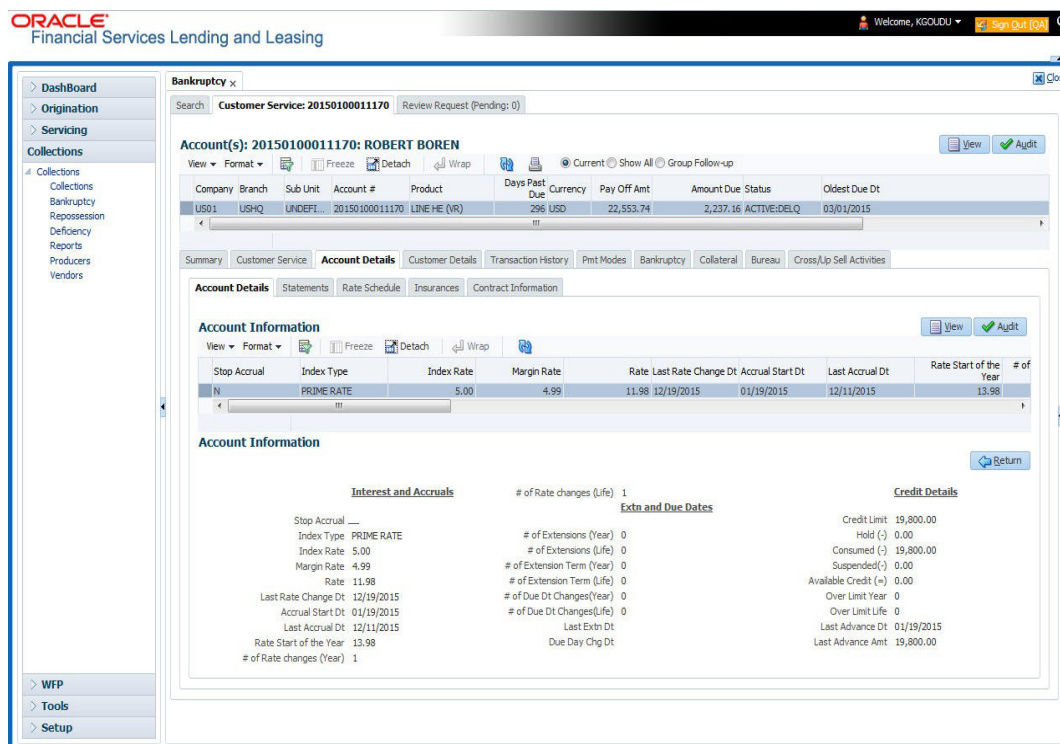 ORACLE®
Financial Services Lending and Leasing
Welcome, KGOUDU
Sign Out [QA]
DashBoard
Origination
Servicing
Collections
Collections
Collections
Bankruptcy
Repossession
Deficiency
Reports
Producers
Vendors
WFP
Tools
Setup
Bankruptcy x
Clo
Search Customer Service: 20150100011170 Review Request (Pending: 0)
Account(s): 20150100011170: ROBERT BOREN
View Audit
View Format Freeze Detach Wrap Current Show All Group Follow-up
Company Branch Sub Unit Account # Product Days Past Due Currency Pay Off Amt Amount Due Status Oldest Due Dt
US01 USHQ UNDEFI... 20150100011170 LINE HE (VR) 296 USD 22,553.74 2,237.16 ACTIVE:DELQ 03/01/2015
Summary Customer Service Account Details Customer Details Transaction History Pmt Modes Bankruptcy Collateral Bureau Cross/Up Sell Activities
Account Details Statements Rate Schedule Insurances Contract Information
Account Information
View Audit
View Format Freeze Detach Wrap
Stop Accrual Index Type Index Rate Margin Rate Rate Last Rate Change Dt Accrual Start Dt Last Accrual Dt Rate Start of the Year # of
N PRIME RATE 5.00 4.99 11.98 12/19/2015 01/19/2015 12/11/2015 13.98
Account Information
Return
Interest and Accruals
Stop Accrual
Index Type PRIME RATE
Index Rate 5.00
Margin Rate 4.99
Rate 11.98
Last Rate Change Dt 12/19/2015
Accrual Start Dt 01/19/2015
Last Accrual Dt 12/11/2015
Rate Start of the Year 13.98
# of Rate changes (Year) 1
# of Rate changes (Life) 1
Extn and Due Dates
# of Extensions (Year) 0
# of Extensions (Life) 0
# of Extension Term (Year) 0
# of Extension Term (Life) 0
# of Due Dt Changes(Year) 0
# of Due Dt Changes(Life) 0
Last Extn Dt
Due Day Chg Dt
Credit Details
Credit Limit 19,800.00
Hold (-) 0.00
Consumed (-) 19,800.00
Suspended(-) 0.00
Available Credit (=) 0.00
Over Limit Year 0
Over Limit Life 0
Last Advance Dt 01/19/2015
Last Advance Amt 19,800.00